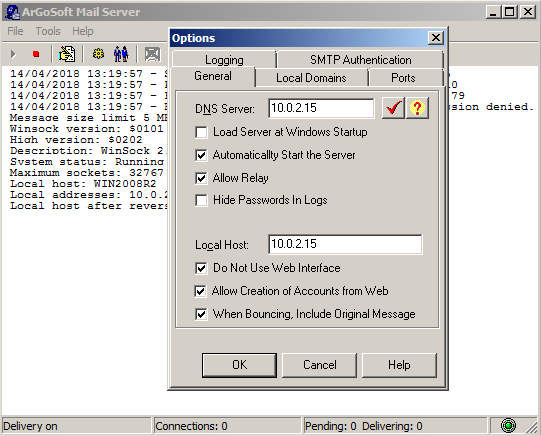 ArGoSoft Mail Server
File Tools Help
14/04/2018 13:19:57 - S
14/04/2018 13:19:57 -
14/04/2018 13:19:57 -
14/04/2018 13:19:57 -
ssion denied.
Message size limit 5 M
Winsock version: $0101
High version: $0202
Description: WinSock 2.
System status: Running
Maximum sockets: 32767
Local host: WIN2008R2
Local addresses: 10.0.2
Local host after rever
Options
Logging SMTP Authentication
General Local Domains Ports
DNS Server: 10.0.2.15
Load Server at Windows Startup
Automatically Start the Server
Allow Relay
Hide Passwords In Logs
Local Host: 10.0.2.15
Do Not Use Web Interface
Allow Creation of Accounts from Web
When Bouncing, Include Original Message
OK Cancel Help
Delivery on Connections: 0 Pending: 0 Delivering: 0